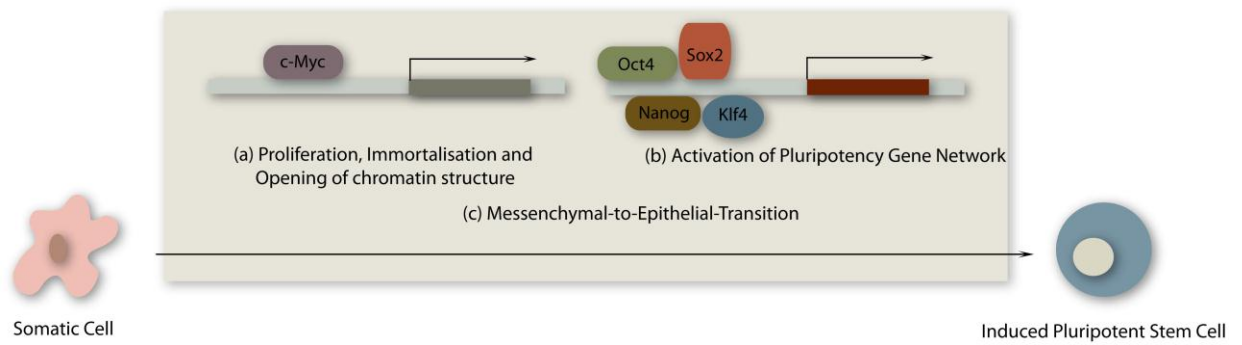 c-Myc
Oct4
Sox2
Nanog
Klf4
(a) Proliferation, Immortalisation and
Opening of chromatin structure
(b) Activation of Pluripotency Gene Network
(c) Messenchymal-to-Epithelial-Transition
Somatic Cell
Induced Pluripotent Stem Cell